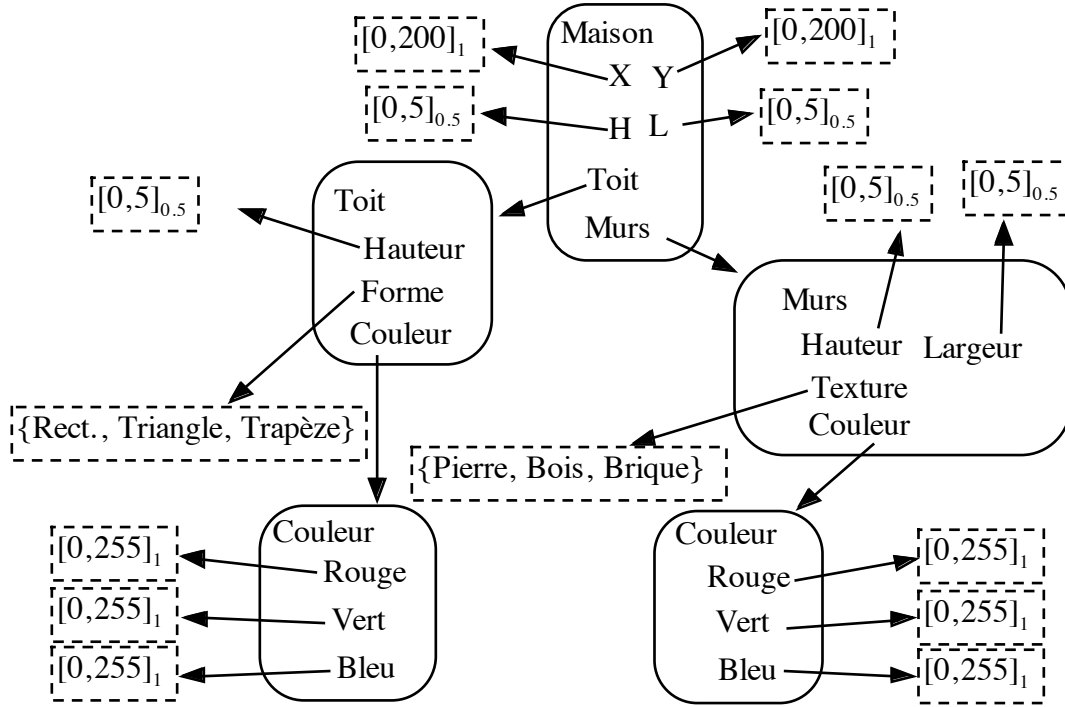 Maison
[0,200]1
X Y
[0,200]1
[0,5]0.5
H L
[0,5]0.5
Toit
Murs
[0,5]0.5
Toit
Hauteur
Forme
Couleur
[0,5]0.5
[0,5]0.5
Murs
Hauteur Largeur
Texture
Couleur
{Rect., Triangle, Trapèze}
{Pierre, Bois, Brique}
Couleur
[0,255]1
Rouge
[0,255]1
Vert
[0,255]1
Bleu
Couleur
Rouge
[0,255]1
Vert
[0,255]1
Bleu
[0,255]1